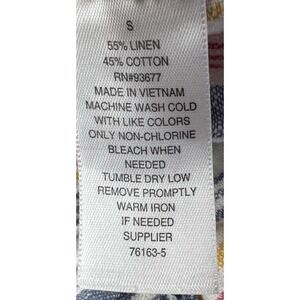 S
55% LINEN
45% COTTON
RN#93677
MADE IN VIETNAM
MACHINE WASH COLD
WITH LIKE COLORS
ONLY NON-CHLORINE
BLEACH WHEN
NEEDED
TUMBLE DRY LOW
REMOVE PROMPTLY
WARM IRON
IF NEEDED
SUPPLIER
76163-5